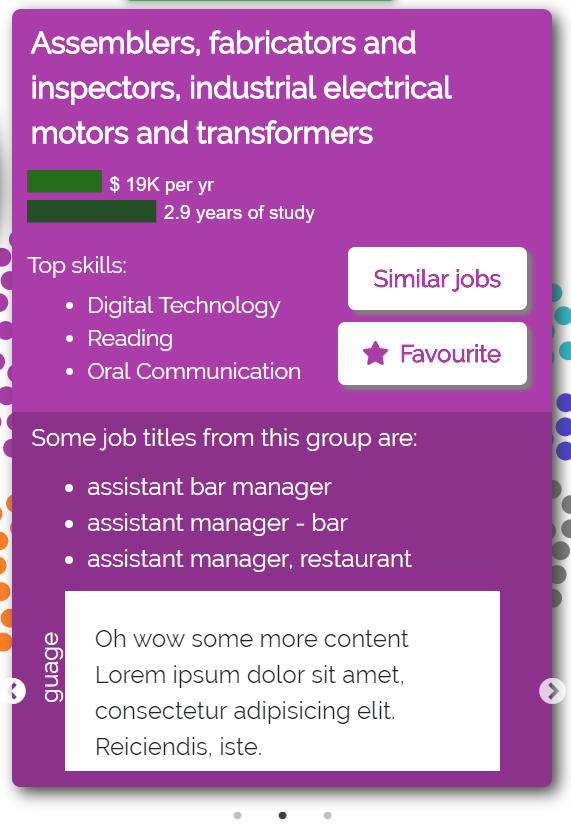 Assemblers, fabricators and
inspectors, industrial electrical
motors and transformers
$ 19K per yr
2.9 years of study
Top skills:
Digital Technology
Reading
Oral Communication
Similar jobs
Favourite
Some job titles from this group are:
assistant bar manager
assistant manager - bar
assistant manager, restaurant
guage
Oh wow some more content
Lorem ipsum dolor sit amet,
consectetur adipisicing elit.
Reiciendis, iste.